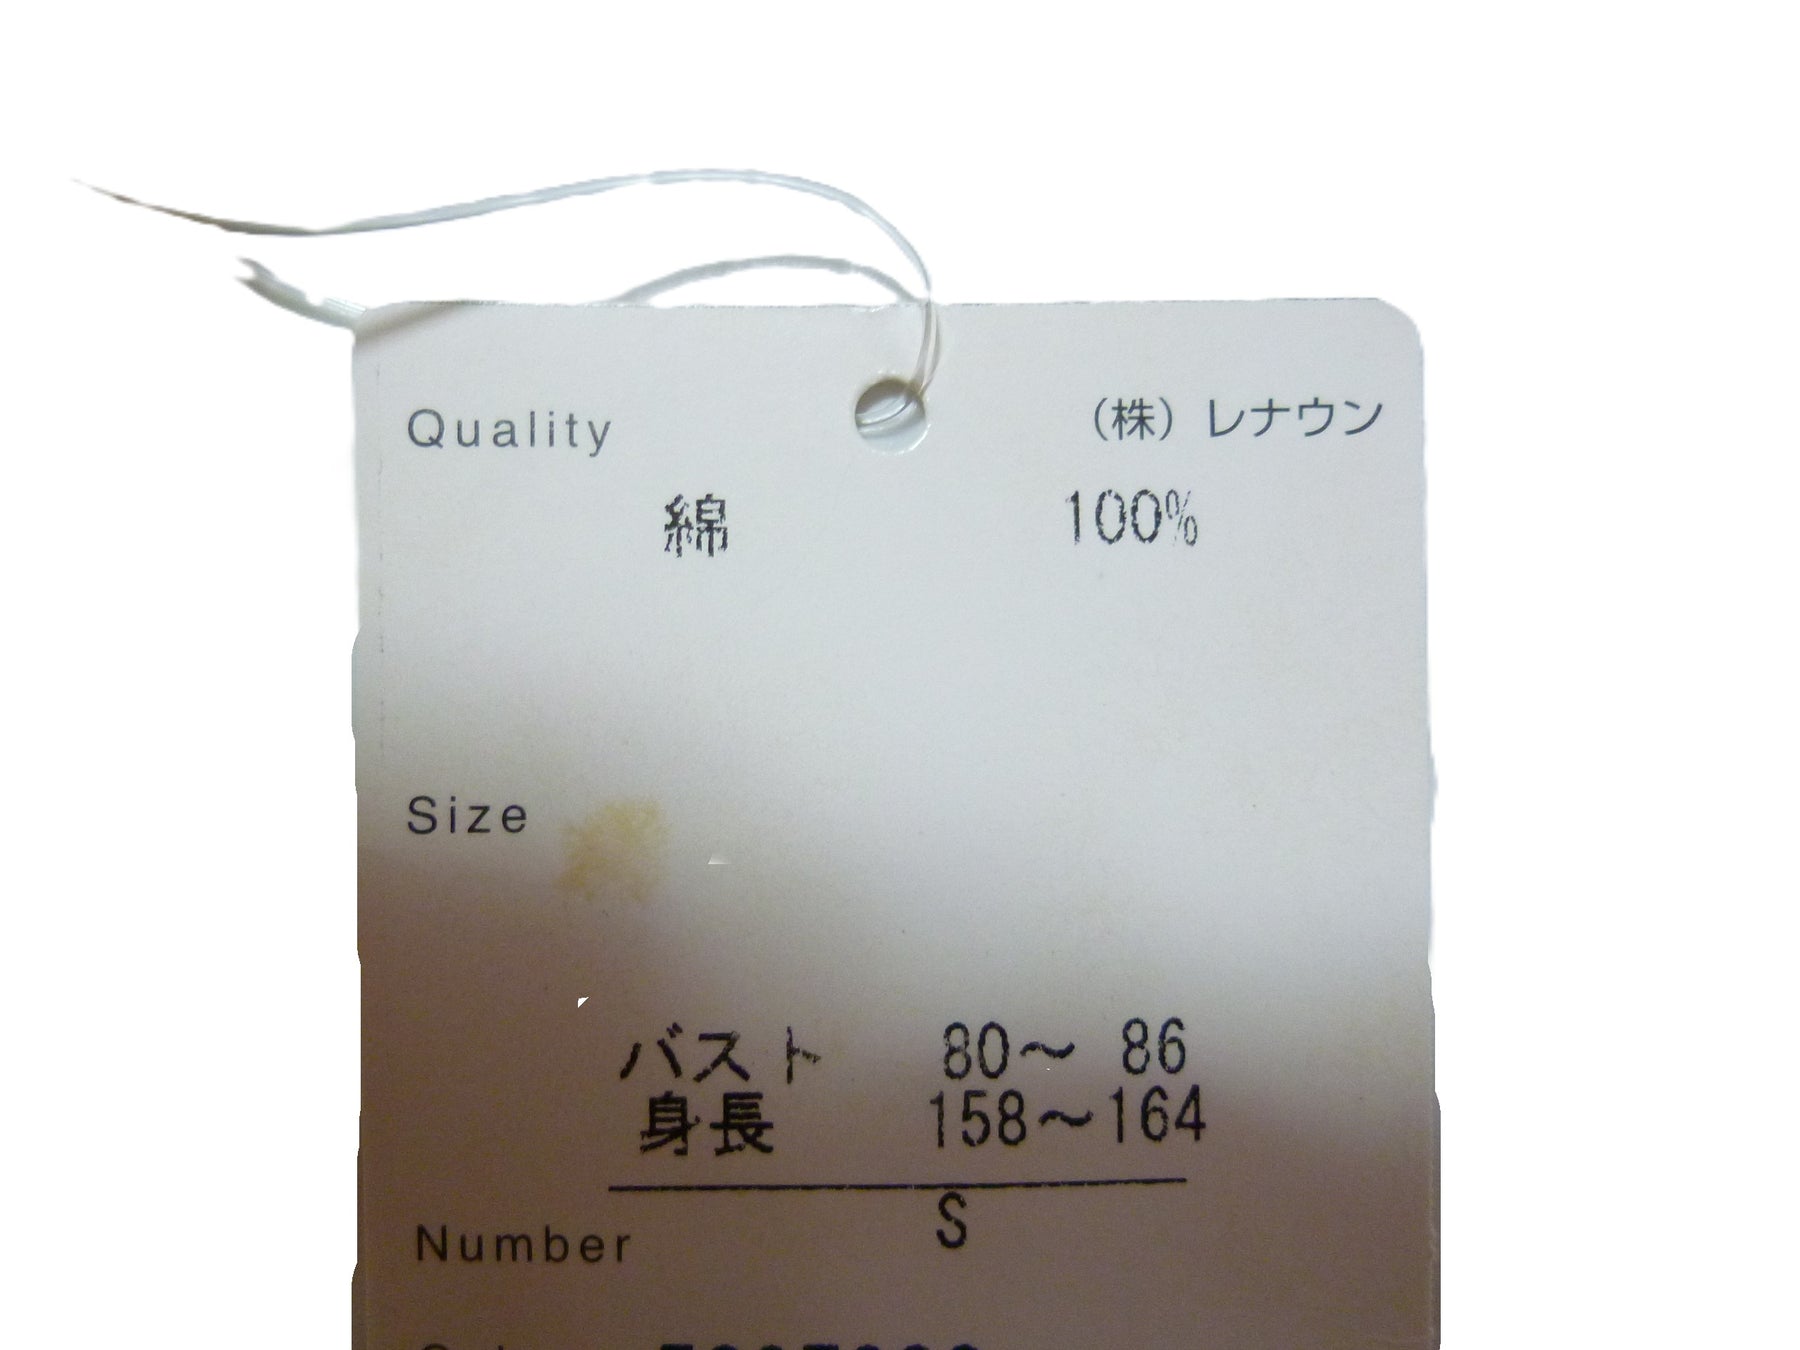 Quality
（株）レナウン
綿 100%
Size
バスト 80～ 86
身長 158～164
S
Number